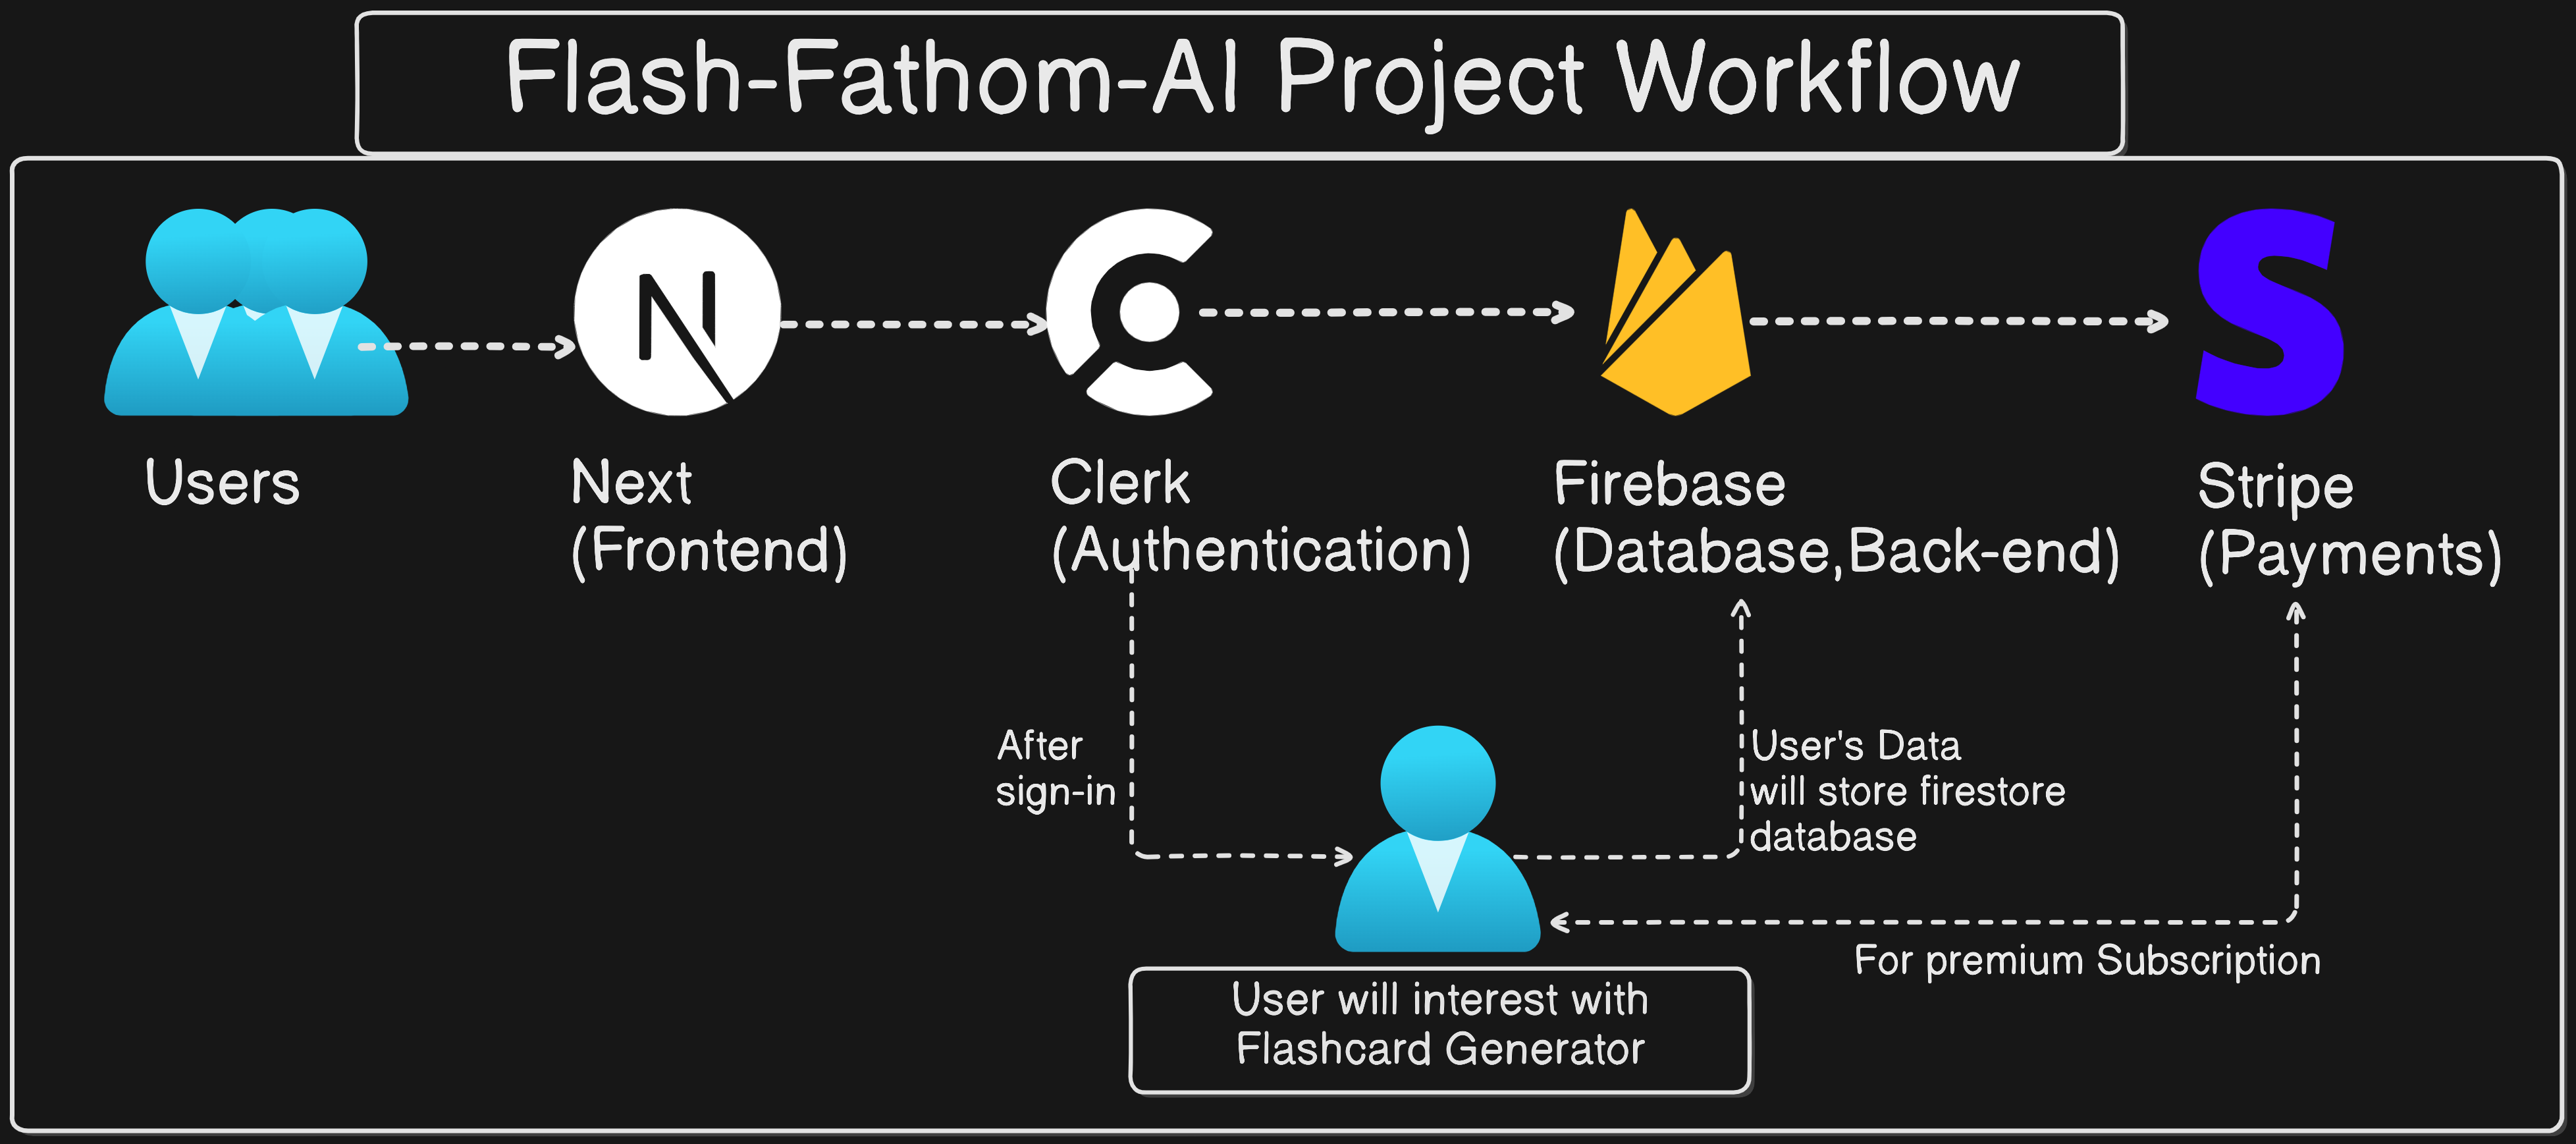 Flash-Fathom-AI Project Workflow
Users
Next
(Frontend)
Clerk
(Authentication)
Firebase
(Database,Back-end)
Stripe
(Payments)
After
sign-in
User's Data
will store firestore
database
For premium Subscription
User will interest with
Flashcard Generator